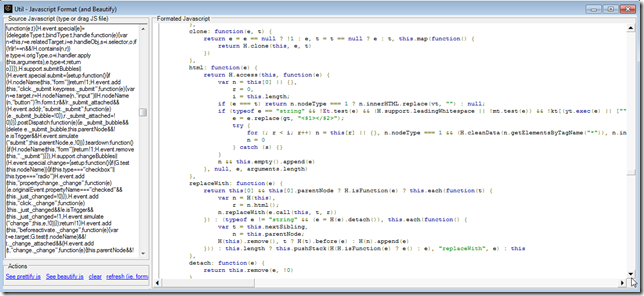 Util - Javascript Format (and Beautify)
Source Javascript (type or drag JS file)
function(e,t){H.event.special[e]=
{delegateType:t,bindType:t,handle:function(e){var
n=this,r=e.relatedTarget,i=e.handleObj,s=i.selector,o;if
(!r||r!==n&&!H.contains(n,r))
e.type=i.origType,o=i.handler.apply
(this,arguments),e.type=t;return
o}}}),H.support.submitBubbles||
(H.event.special.submit={setup:function(){if
(H.nodeName(this,"form"))return!1;H.event.add
(this,"click._submit keypress._submit",function(e){var
n=e.target,r=H.nodeName(n,"input")||H.nodeName
(n,"button")?n.form:t;r&&!r._submit_attached&&
(H.event.add(r,"submit._submit",function(e)
{e._submit_bubble=!0}),r._submit_attached=!
0)})},postDispatch:function(e){e._submit_bubble&&
(delete e._submit_bubble,this.parentNode&&!
e.isTrigger&&H.event.simulate
("submit",this.parentNode,e,!0))},teardown:function()
{if(H.nodeName(this,"form"))return!1;H.event.remove
(this,"._submit")}}),H.support.changeBubbles||
(H.event.special.change={setup:function(){if(G.test
(this.nodeName)){if(this.type==="checkbox"||
this.type==="radio")H.event.add
(this,"propertychange._change",function(e)
{e.originalEvent.propertyName==="checked"&&
(this._just_changed=!0)}),H.event.add
(this,"click._change",function(e)
{this._just_changed&&!e.isTrigger&&
(this._just_changed=!1,H.event.simulate
("change",this,e,!0))});return!1}H.event.add
(this,"beforeactivate._change",function(e){var
t=e.target;G.test(t.nodeName)&&!
t._change_attached&&(H.event.add
(t,"change._change",function(e){this.parentNode&&!
Actions
See prettify.js See beautify.js clear refresh (ie. form
Formated Javascript
},
clone: function(e, t) {
return e = e == null ? !1 : e, t = t == null ? e : t, this.map(function() {
return H.clone(this, e, t)
})
},
html: function(e) {
return H.access(this, function(e) {
var n = this[0] || {},
r = 0,
i = this.length;
if (e === t) return n.nodeType === 1 ? n.innerHTML.replace(vt, "") : null;
if (typeof e == "string" && !Et.test(e) && (H.support.leadingWhitespace || !mt.test(e)) && !kt[(yt.exec(e) || [""
e = e.replace(gt, "<$1></$2>");
try {
for (; r < i; r++) n = this[r] || {}, n.nodeType === 1 && (H.cleanData(n.getElementsByTagName("*")), n.in
n = 0
} catch (s) {}
}
n && this.empty().append(e)
}, null, e, arguments.length)
},
replaceWith: function(e) {
return this[0] && this[0].parentNode ? H.isFunction(e) ? this.each(function(t) {
var n = H(this),
r = n.html();
n.replaceWith(e.call(this, t, r))
}) : (typeof e != "string" && (e = H(e).detach()), this.each(function() {
var t = this.nextSibling,
n = this.parentNode;
H(this).remove(), t ? H(t).before(e) : H(n).append(e)
})) : this.length ? this.pushStack(H(H.isFunction(e) ? e() : e), "replaceWith", e) : this
},
detach: function(e) {
return this.remove(e, !0)